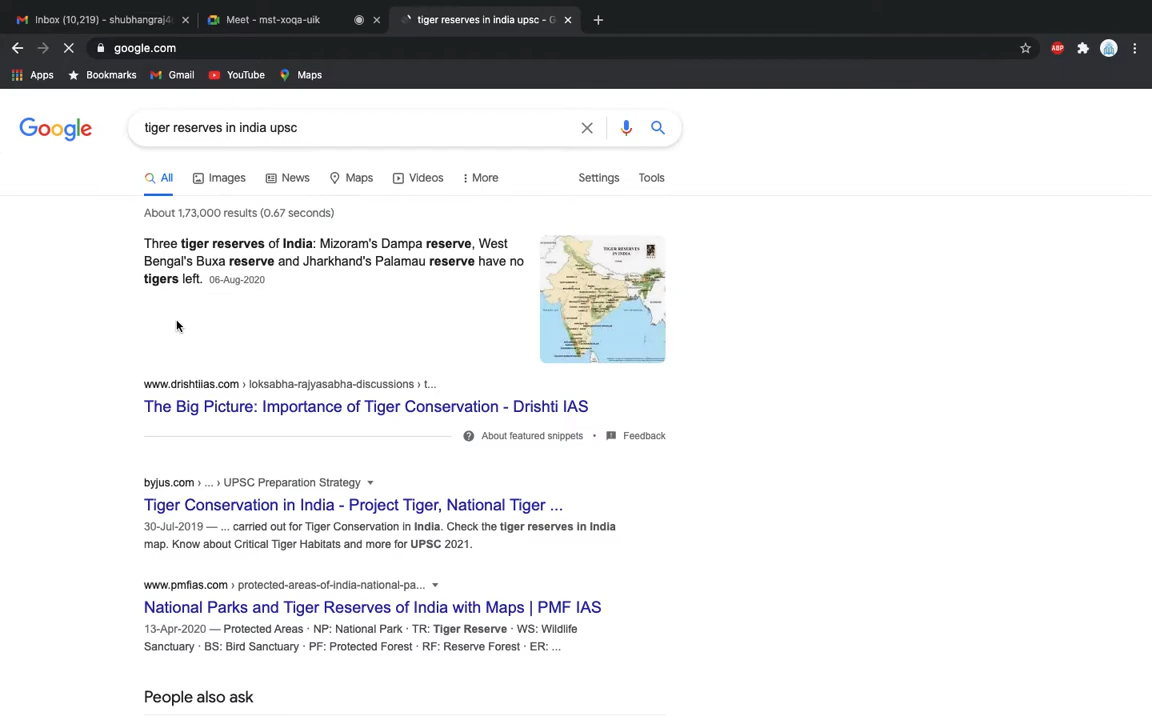 Inbox (10,219) - shubhangraj4
Meet - mst-xoqa-uik
tiger reserves in india upsc - G
google.com
ABP
Apps
Bookmarks
Gmail
YouTube
Maps
Google
tiger reserves in india upsc
All
Images
News
Maps
Videos
More
Settings
Tools
About 1,73,000 results (0.67 seconds)
Three tiger reserves of India: Mizoram's Dampa reserve, West
Bengal's Buxa reserve and Jharkhand's Palamau reserve have no
tigers left. 06-Aug-2020
TIGER RESERVES
IN INDIA
www.drishtiias.com › loksabha-rajyasabha-discussions › t...
The Big Picture: Importance of Tiger Conservation - Drishti IAS
About featured snippets • Feedback
byjus.com › ... › UPSC Preparation Strategy
Tiger Conservation in India - Project Tiger, National Tiger ...
30-Jul-2019 — ... carried out for Tiger Conservation in India. Check the tiger reserves in India
map. Know about Critical Tiger Habitats and more for UPSC 2021.
www.pmfias.com › protected-areas-of-india-national-pa...
National Parks and Tiger Reserves of India with Maps | PMF IAS
13-Apr-2020 — Protected Areas · NP: National Park · TR: Tiger Reserve · WS: Wildlife
Sanctuary · BS: Bird Sanctuary · PF: Protected Forest · RF: Reserve Forest · ER: ...
People also ask